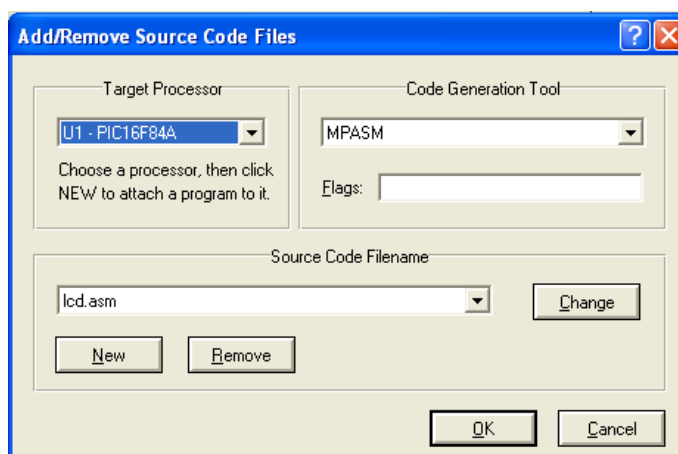 Add/Remove Source Code Files
Target Processor
U1 - PIC16F84A
Choose a processor, then click
NEW to attach a program to it.
Code Generation Tool
MPASM
Flags:
Source Code Filename
lcd.asm
Change
New
Remove
OK
Cancel